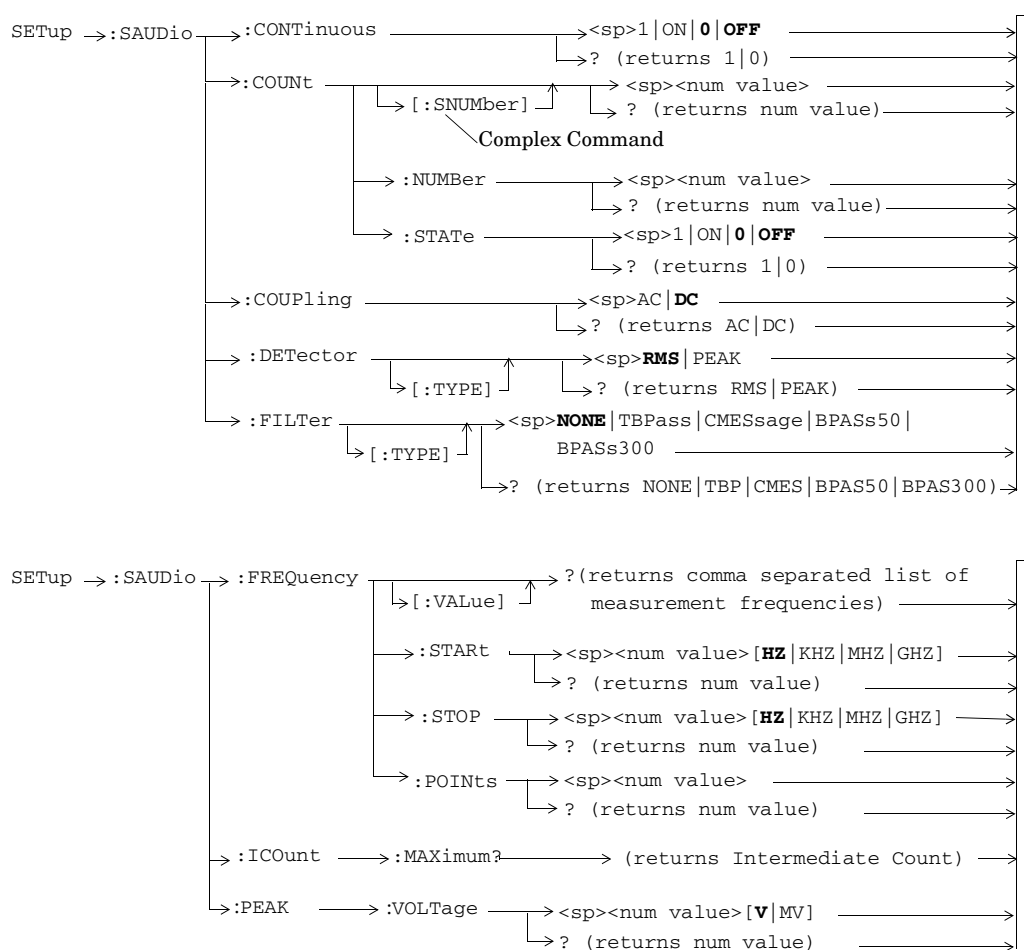 SETup :SAUDio :CONTinuous <sp>1|ON|0|OFF
? (returns 1|0)
:COUNt <sp><num value>
[:SNUMber] ? (returns num value)
Complex Command
:NUMBer <sp><num value>
? (returns num value)
:STATe <sp>1|ON|0|OFF
? (returns 1|0)
:COUPling <sp>AC|DC
? (returns AC|DC)
:DETector <sp>RMS|PEAK
[:TYPE] ? (returns RMS|PEAK)
:FILTer <sp>NONE|TBPass|CMESsage|BPASs50|
[:TYPE] BPASs300
? (returns NONE|TBP|CMES|BPAS50|BPAS300)
SETup :SAUDio :FREQuency ?(returns comma separated list of
[:VALue] measurement frequencies)
:STARt <sp><num value>[HZ|KHZ|MHZ|GHZ]
? (returns num value)
:STOP <sp><num value>[HZ|KHZ|MHZ|GHZ]
? (returns num value)
:POINts <sp><num value>
? (returns num value)
:ICOunt :MAXimum? (returns Intermediate Count)
:PEAK :VOLTage <sp><num value>[V|MV]
? (returns num value)